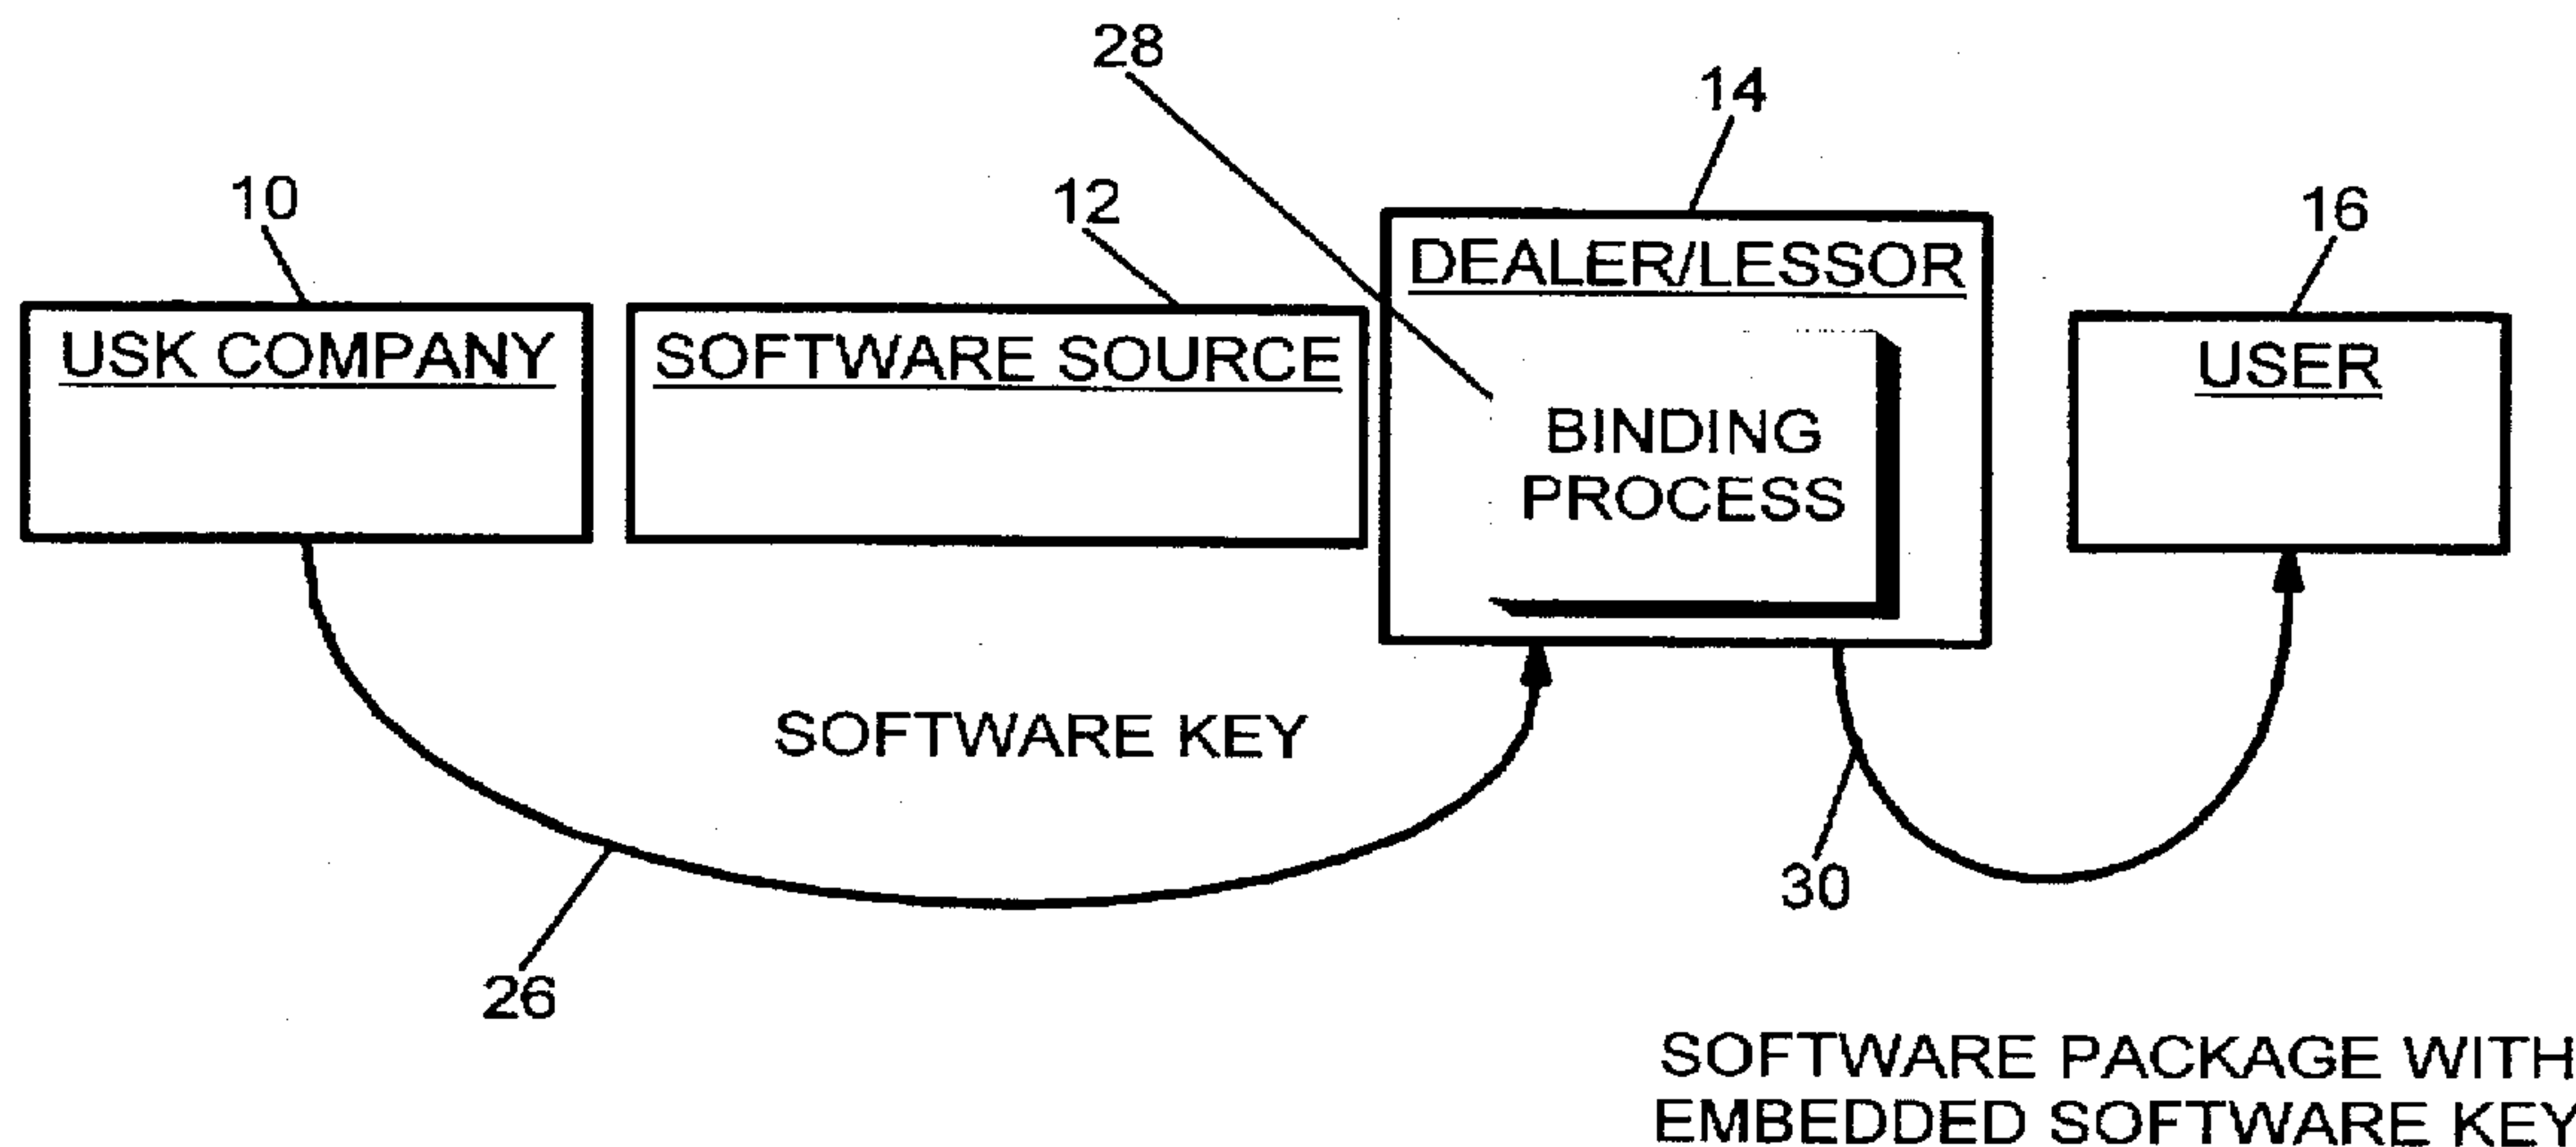 28
14
10
12
16
DEALER/LESSOR
USK COMPANY
SOFTWARE SOURCE
USER
BINDING
PROCESS
SOFTWARE KEY
30
26
SOFTWARE PACKAGE WITH
EMBEDDED SOFTWARE KEY